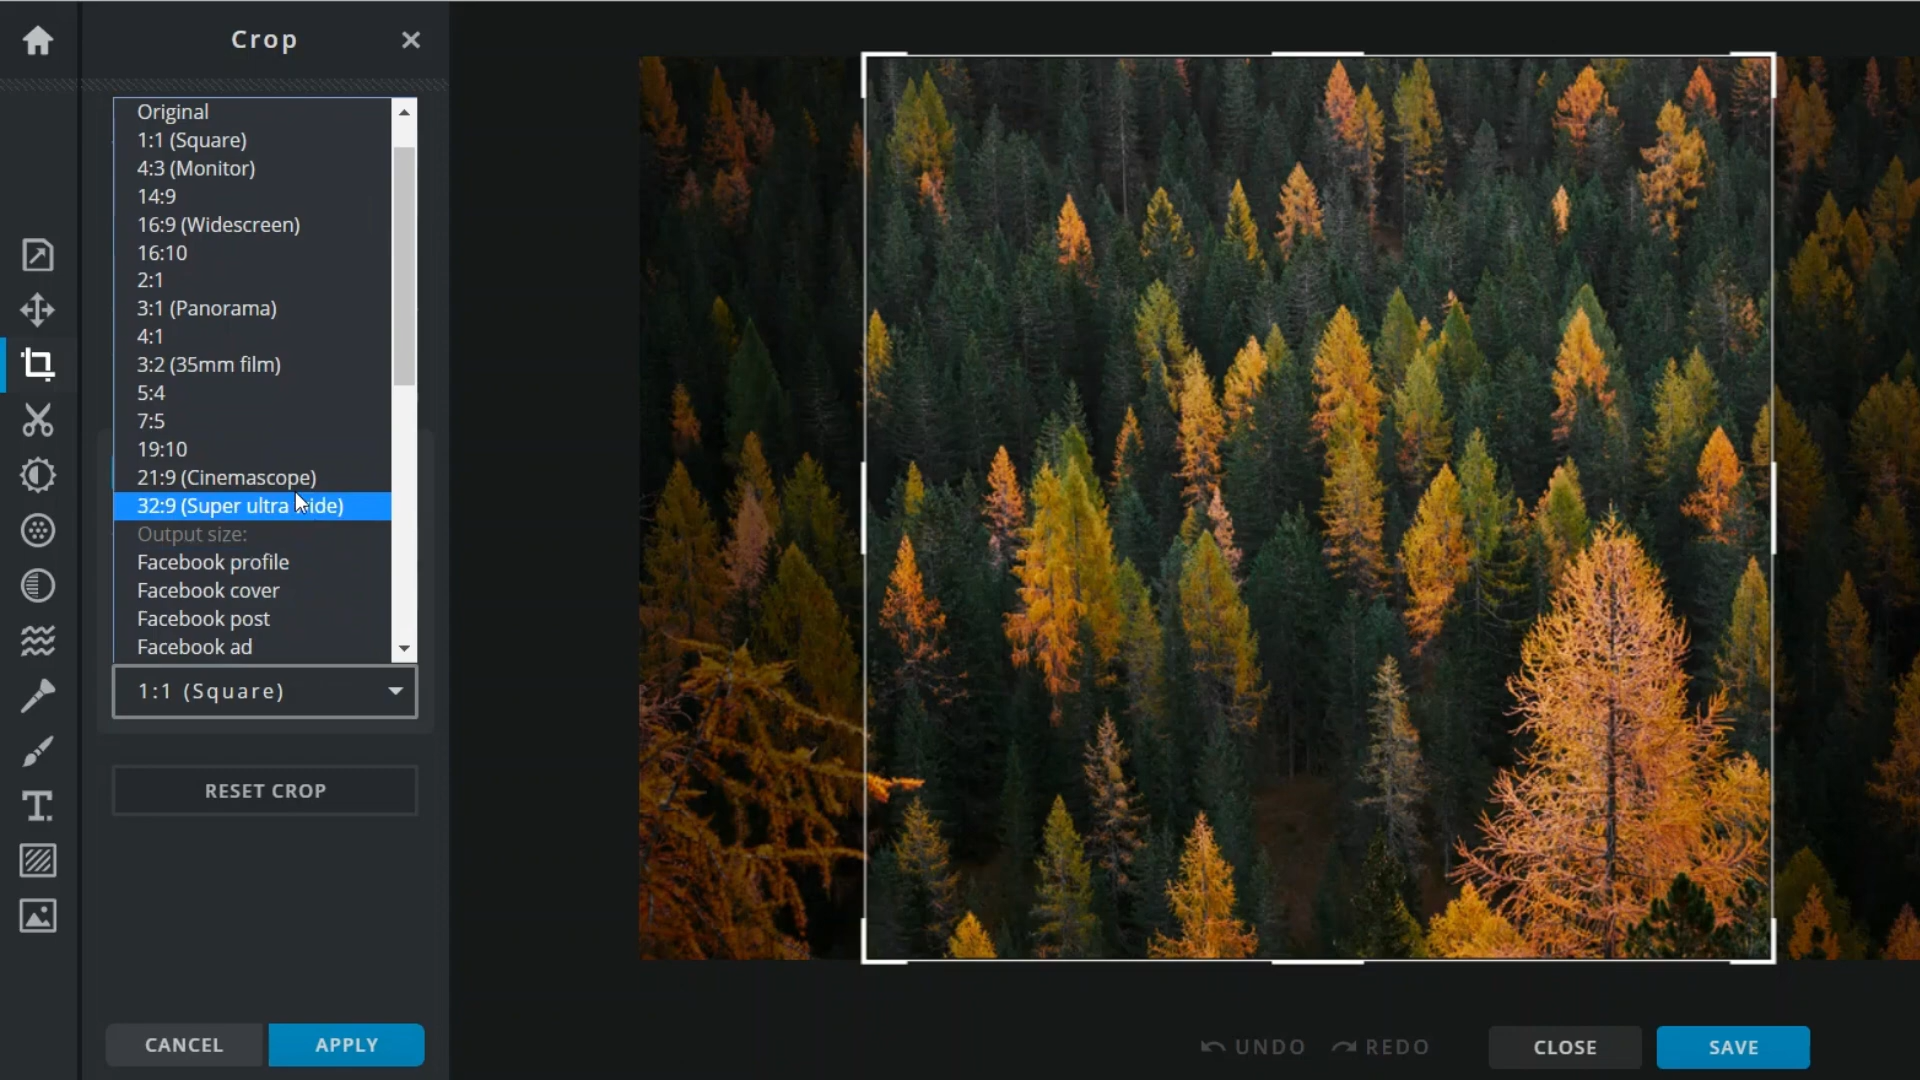 Crop
Original
1:1 (Square)
4:3 (Monitor)
14:9
16:9 (Widescreen)
16:10
2:1
3:1 (Panorama)
4:1
3:2 (35mm film)
5:4
7:5
19:10
21:9 (Cinemascope)
32:9 (Super ultra wide)
Output size:
Facebook profile
Facebook cover
Facebook post
Facebook ad
1:1 (Square)
RESET CROP
CANCEL APPLY
UNDO REDO CLOSE SAVE